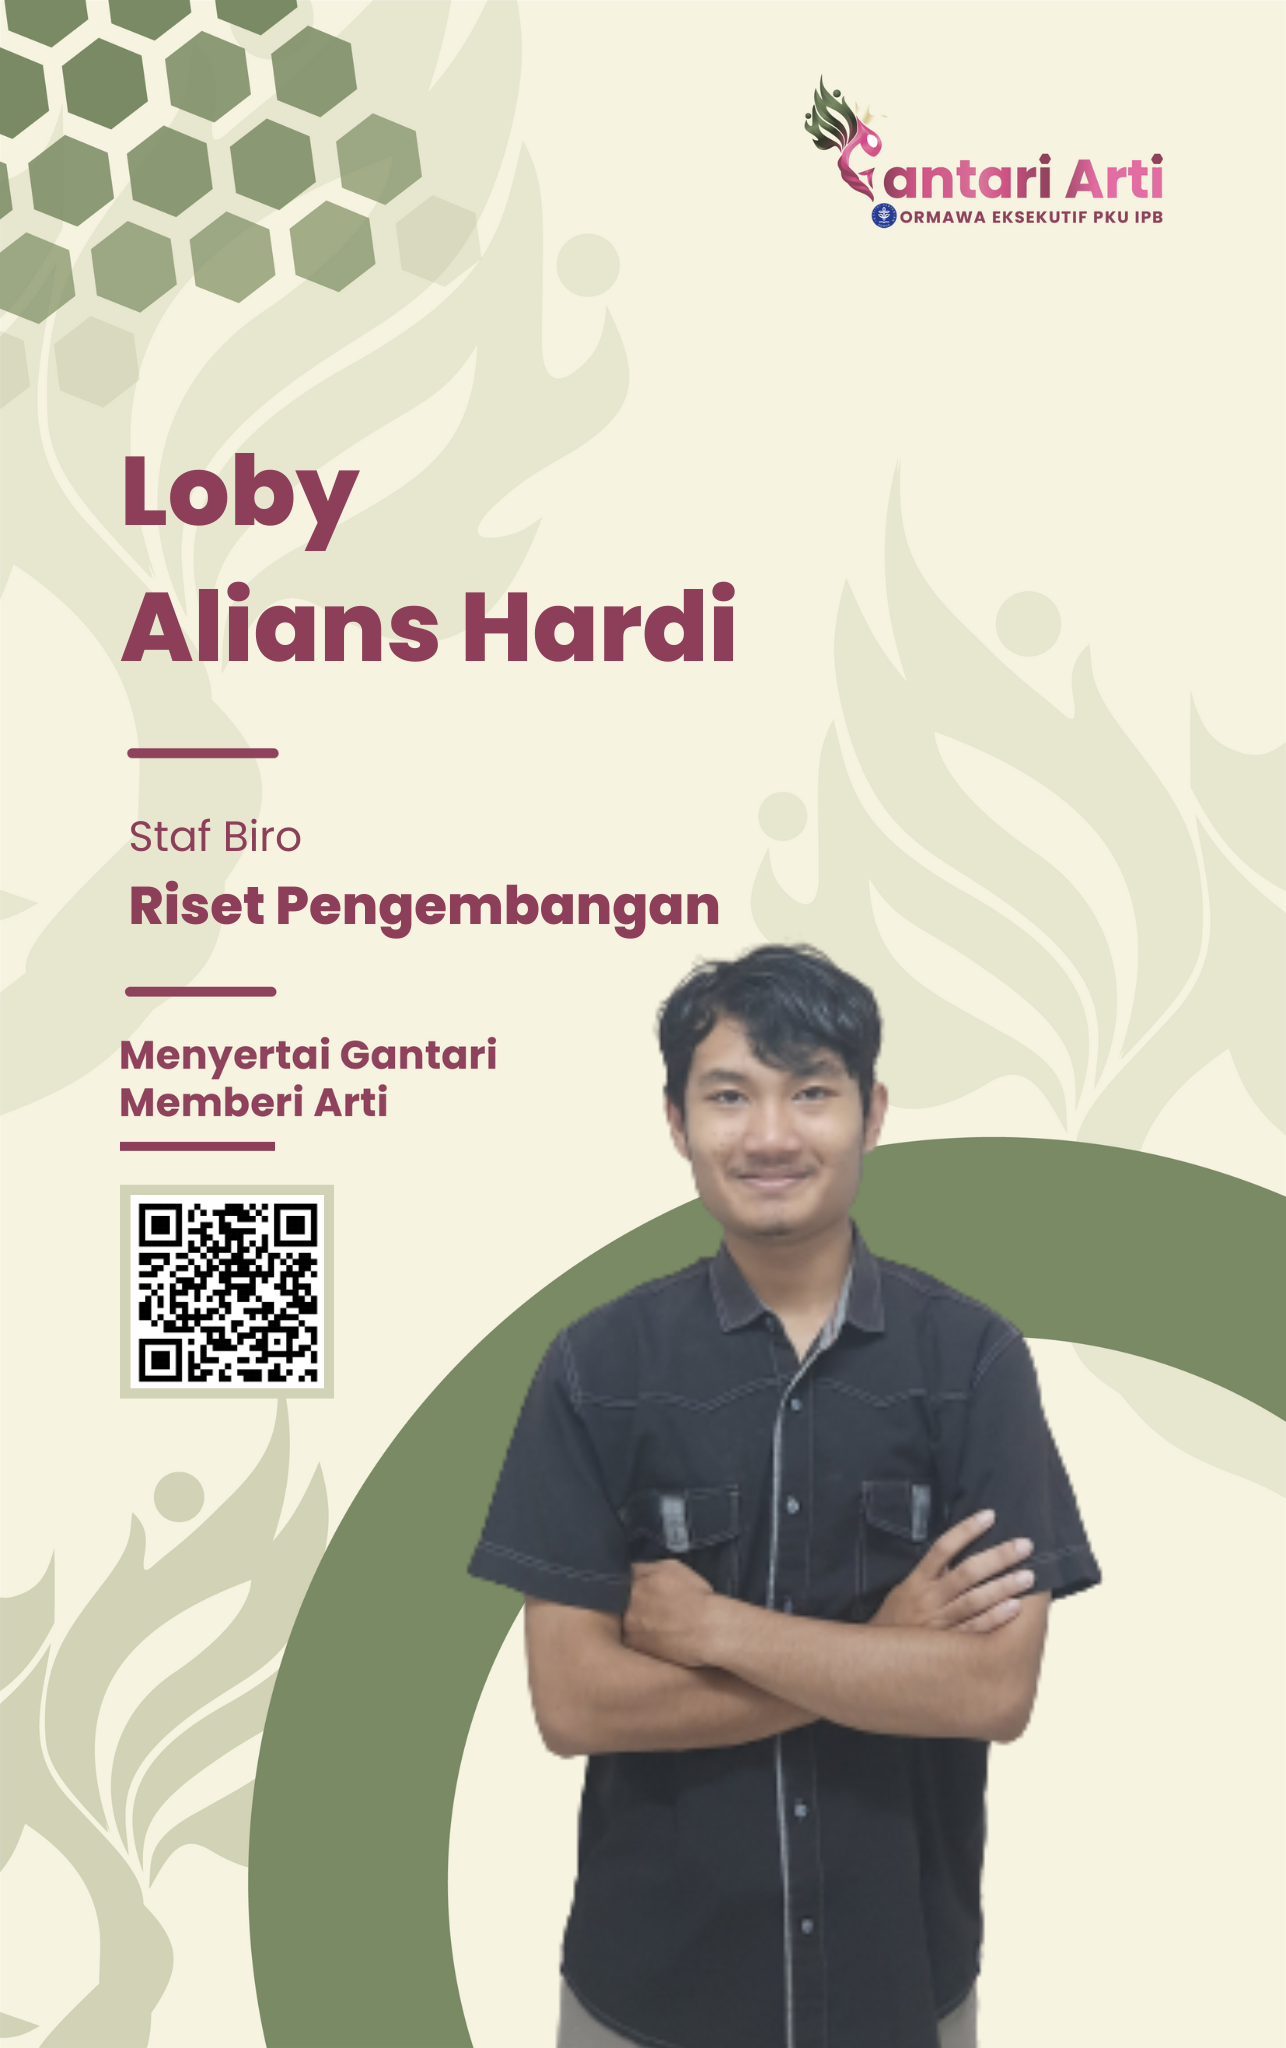 Gantari Arti
ORMAWA EKSEKUTIF PKU IPB
Loby
Alians Hardi
Staf Biro
Riset Pengembangan
Menyertai Gantari
Memberi Arti